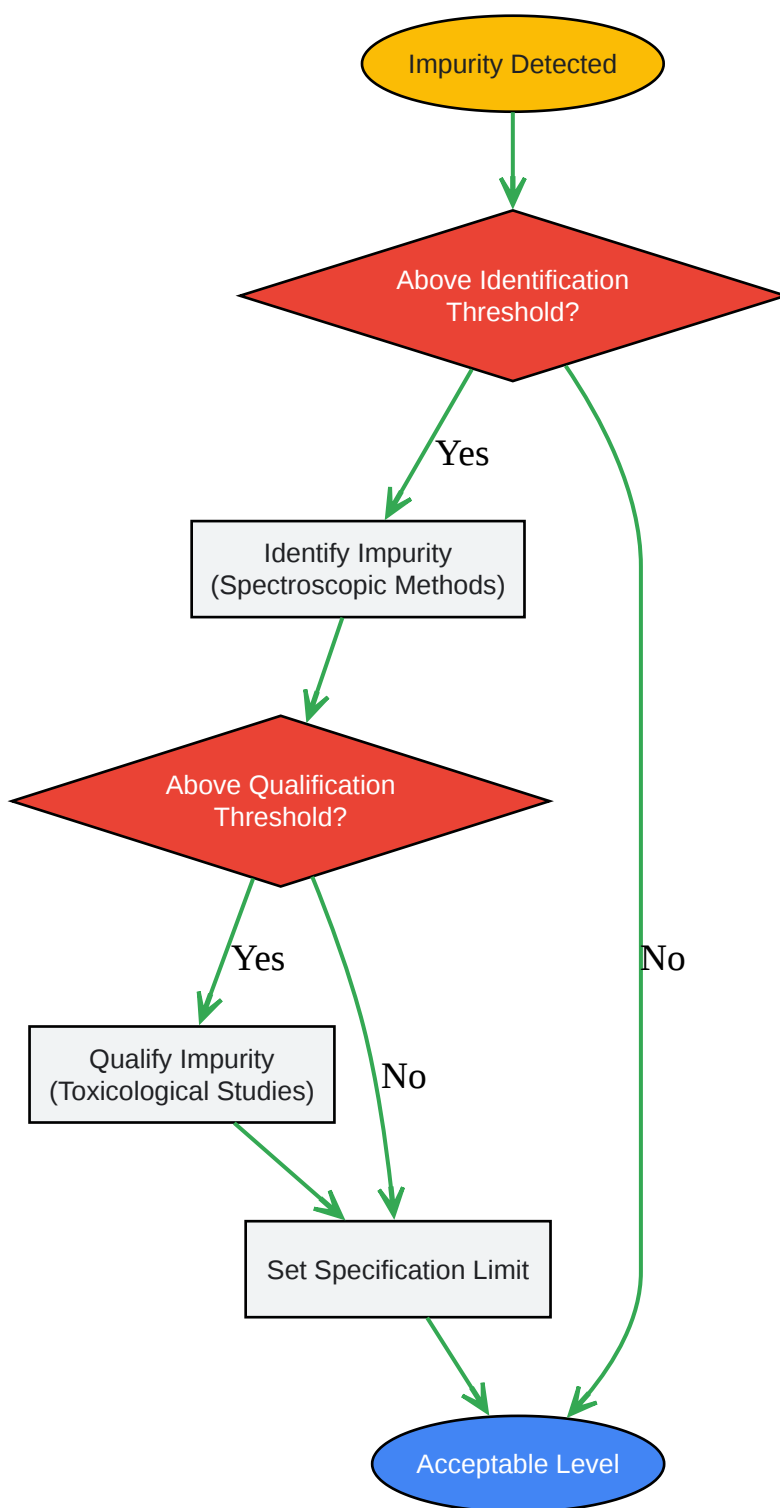 Impurity Detected
Above Identification
Threshold?
Yes
Identify Impurity
(Spectroscopic Methods)
Above Qualification
Threshold?
Yes
No
No
Qualify Impurity
(Toxicological Studies)
Set Specification Limit
Acceptable Level